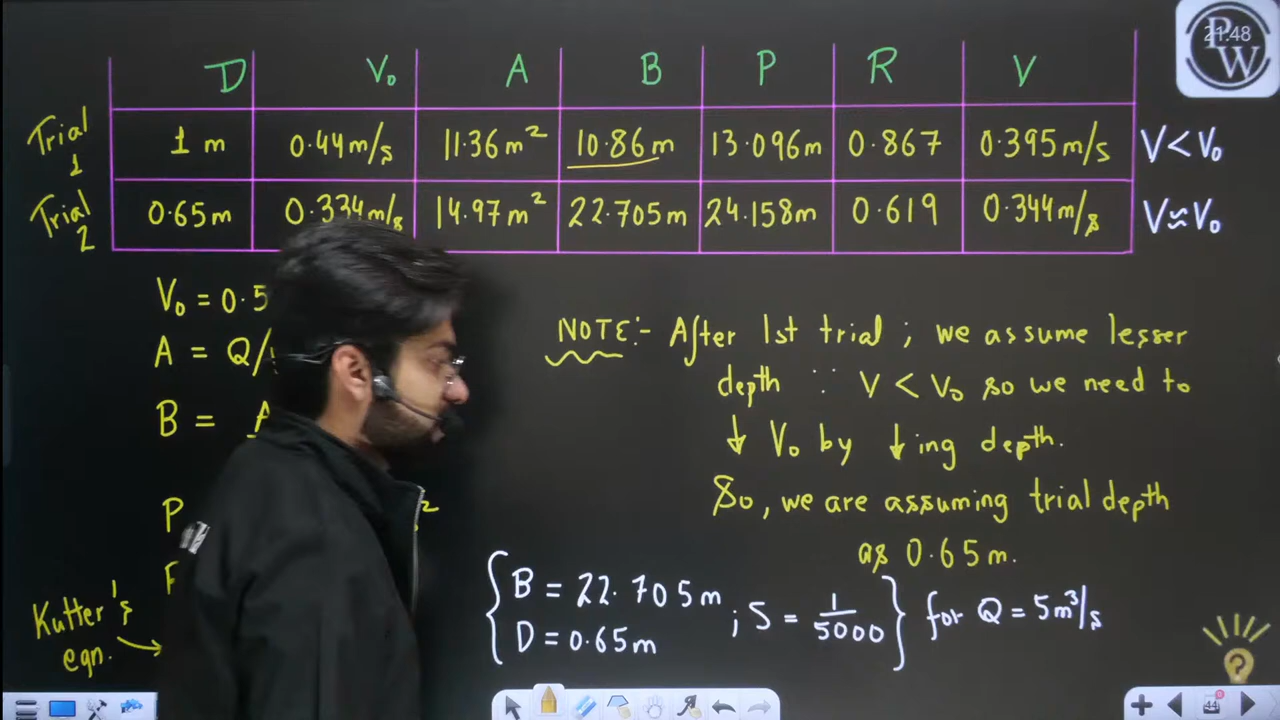 D V₀ A B P R V
Trial 1 1 m 0.44 m/s 11.36 m² 10.86 m 13.096 m 0.867 0.395 m/s V < V₀
Trial 2 0.65 m 0.334 m/s 14.97 m² 22.705 m 24.158 m 0.619 0.344 m/s V ≈ V₀
V₀ = 0.5
A = Q/
B =
P
NOTE:- After 1st trial ; we assume lesser
depth ∵ V < V₀ so we need to
↓ V₀ by ↓ing depth.
So, we are assuming trial depth
as 0.65 m.
B = 22.705 m
D = 0.65 m
; S = 1/5000 } for Q = 5 m³/s
Kutter's
eqn.
21:48
PW
44